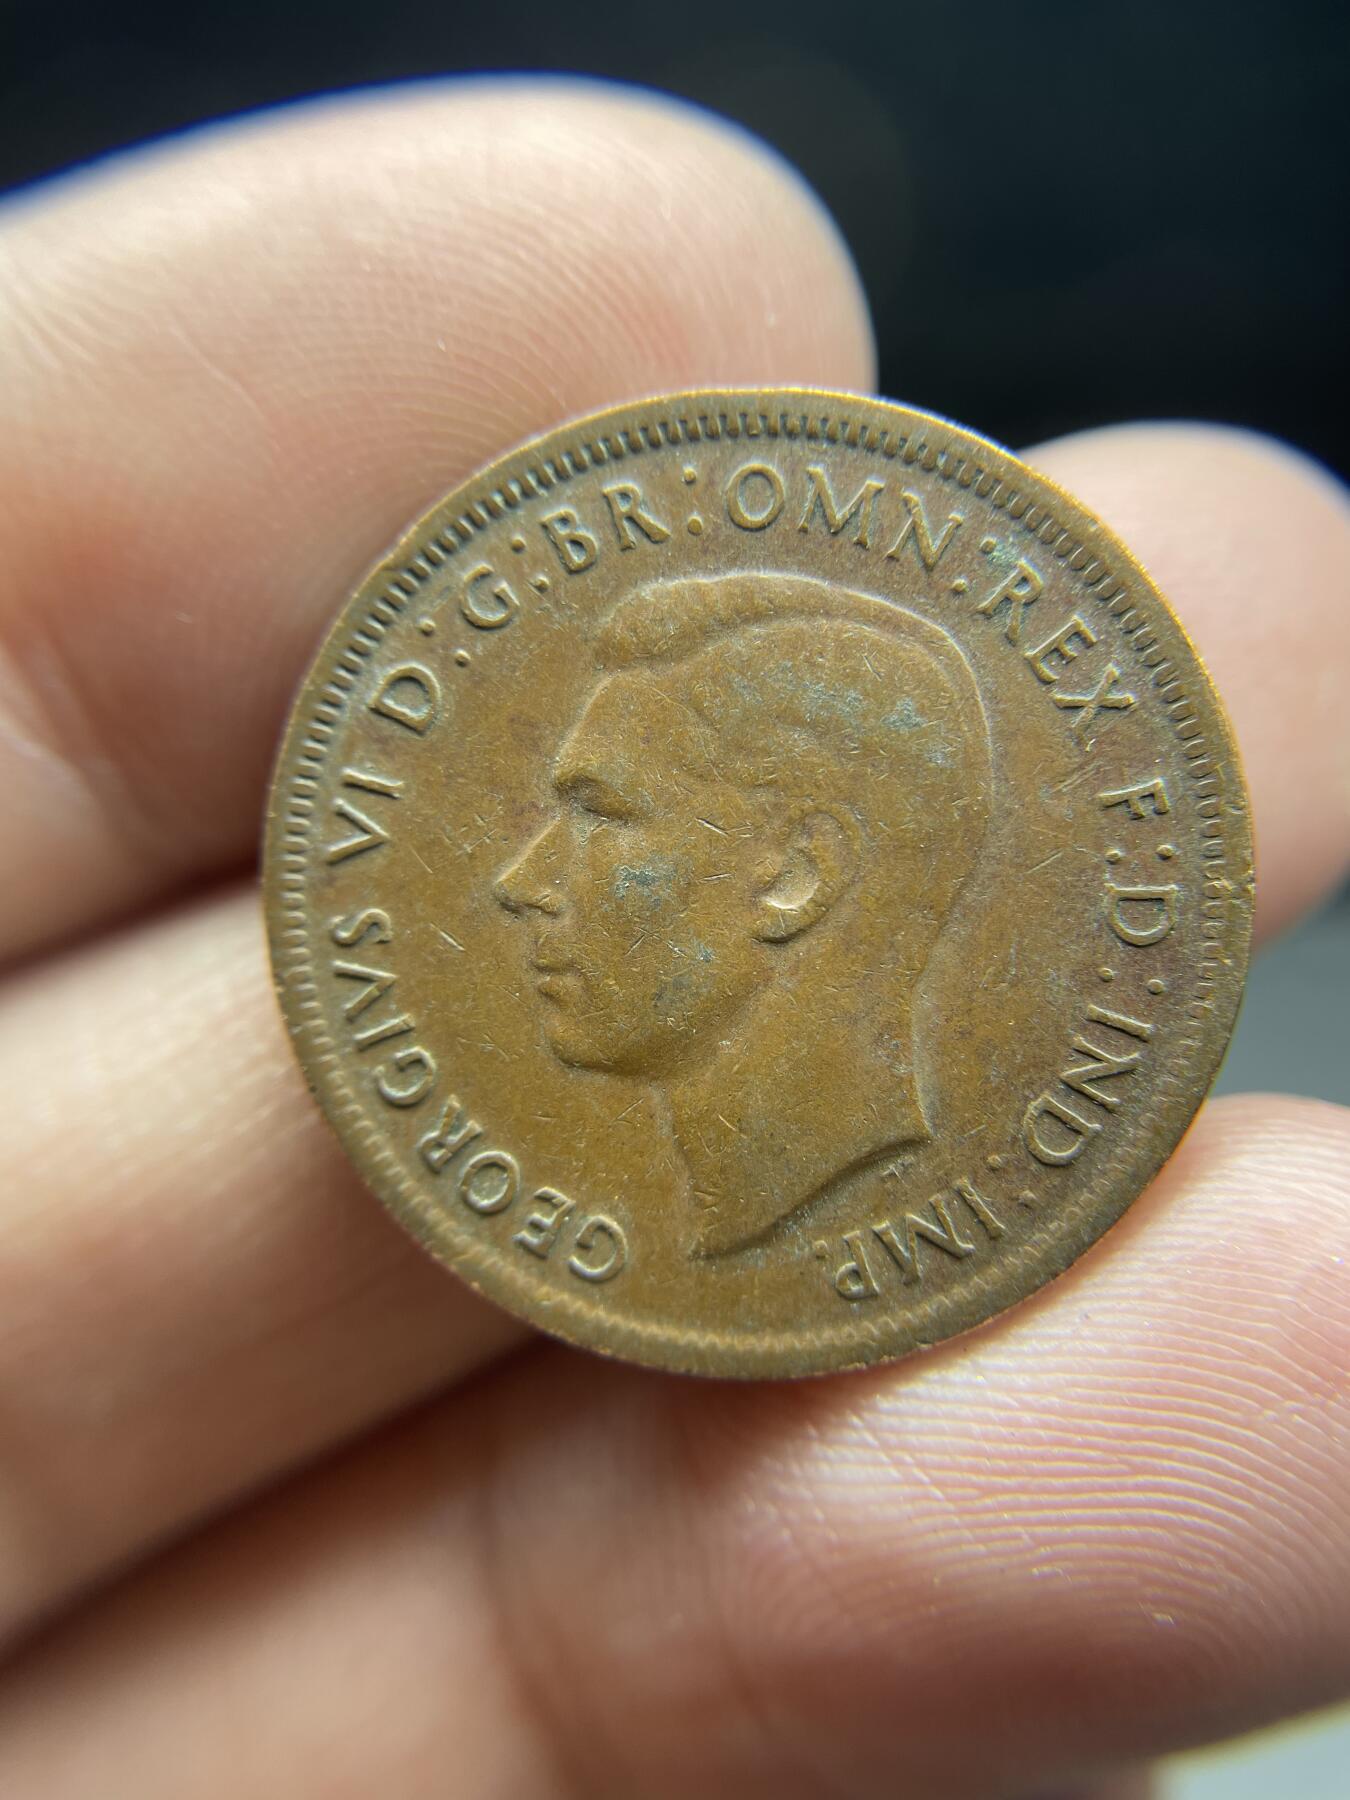 GEORGIVS VI D : G : BR : OMN : REX F : D : IND : IMP.